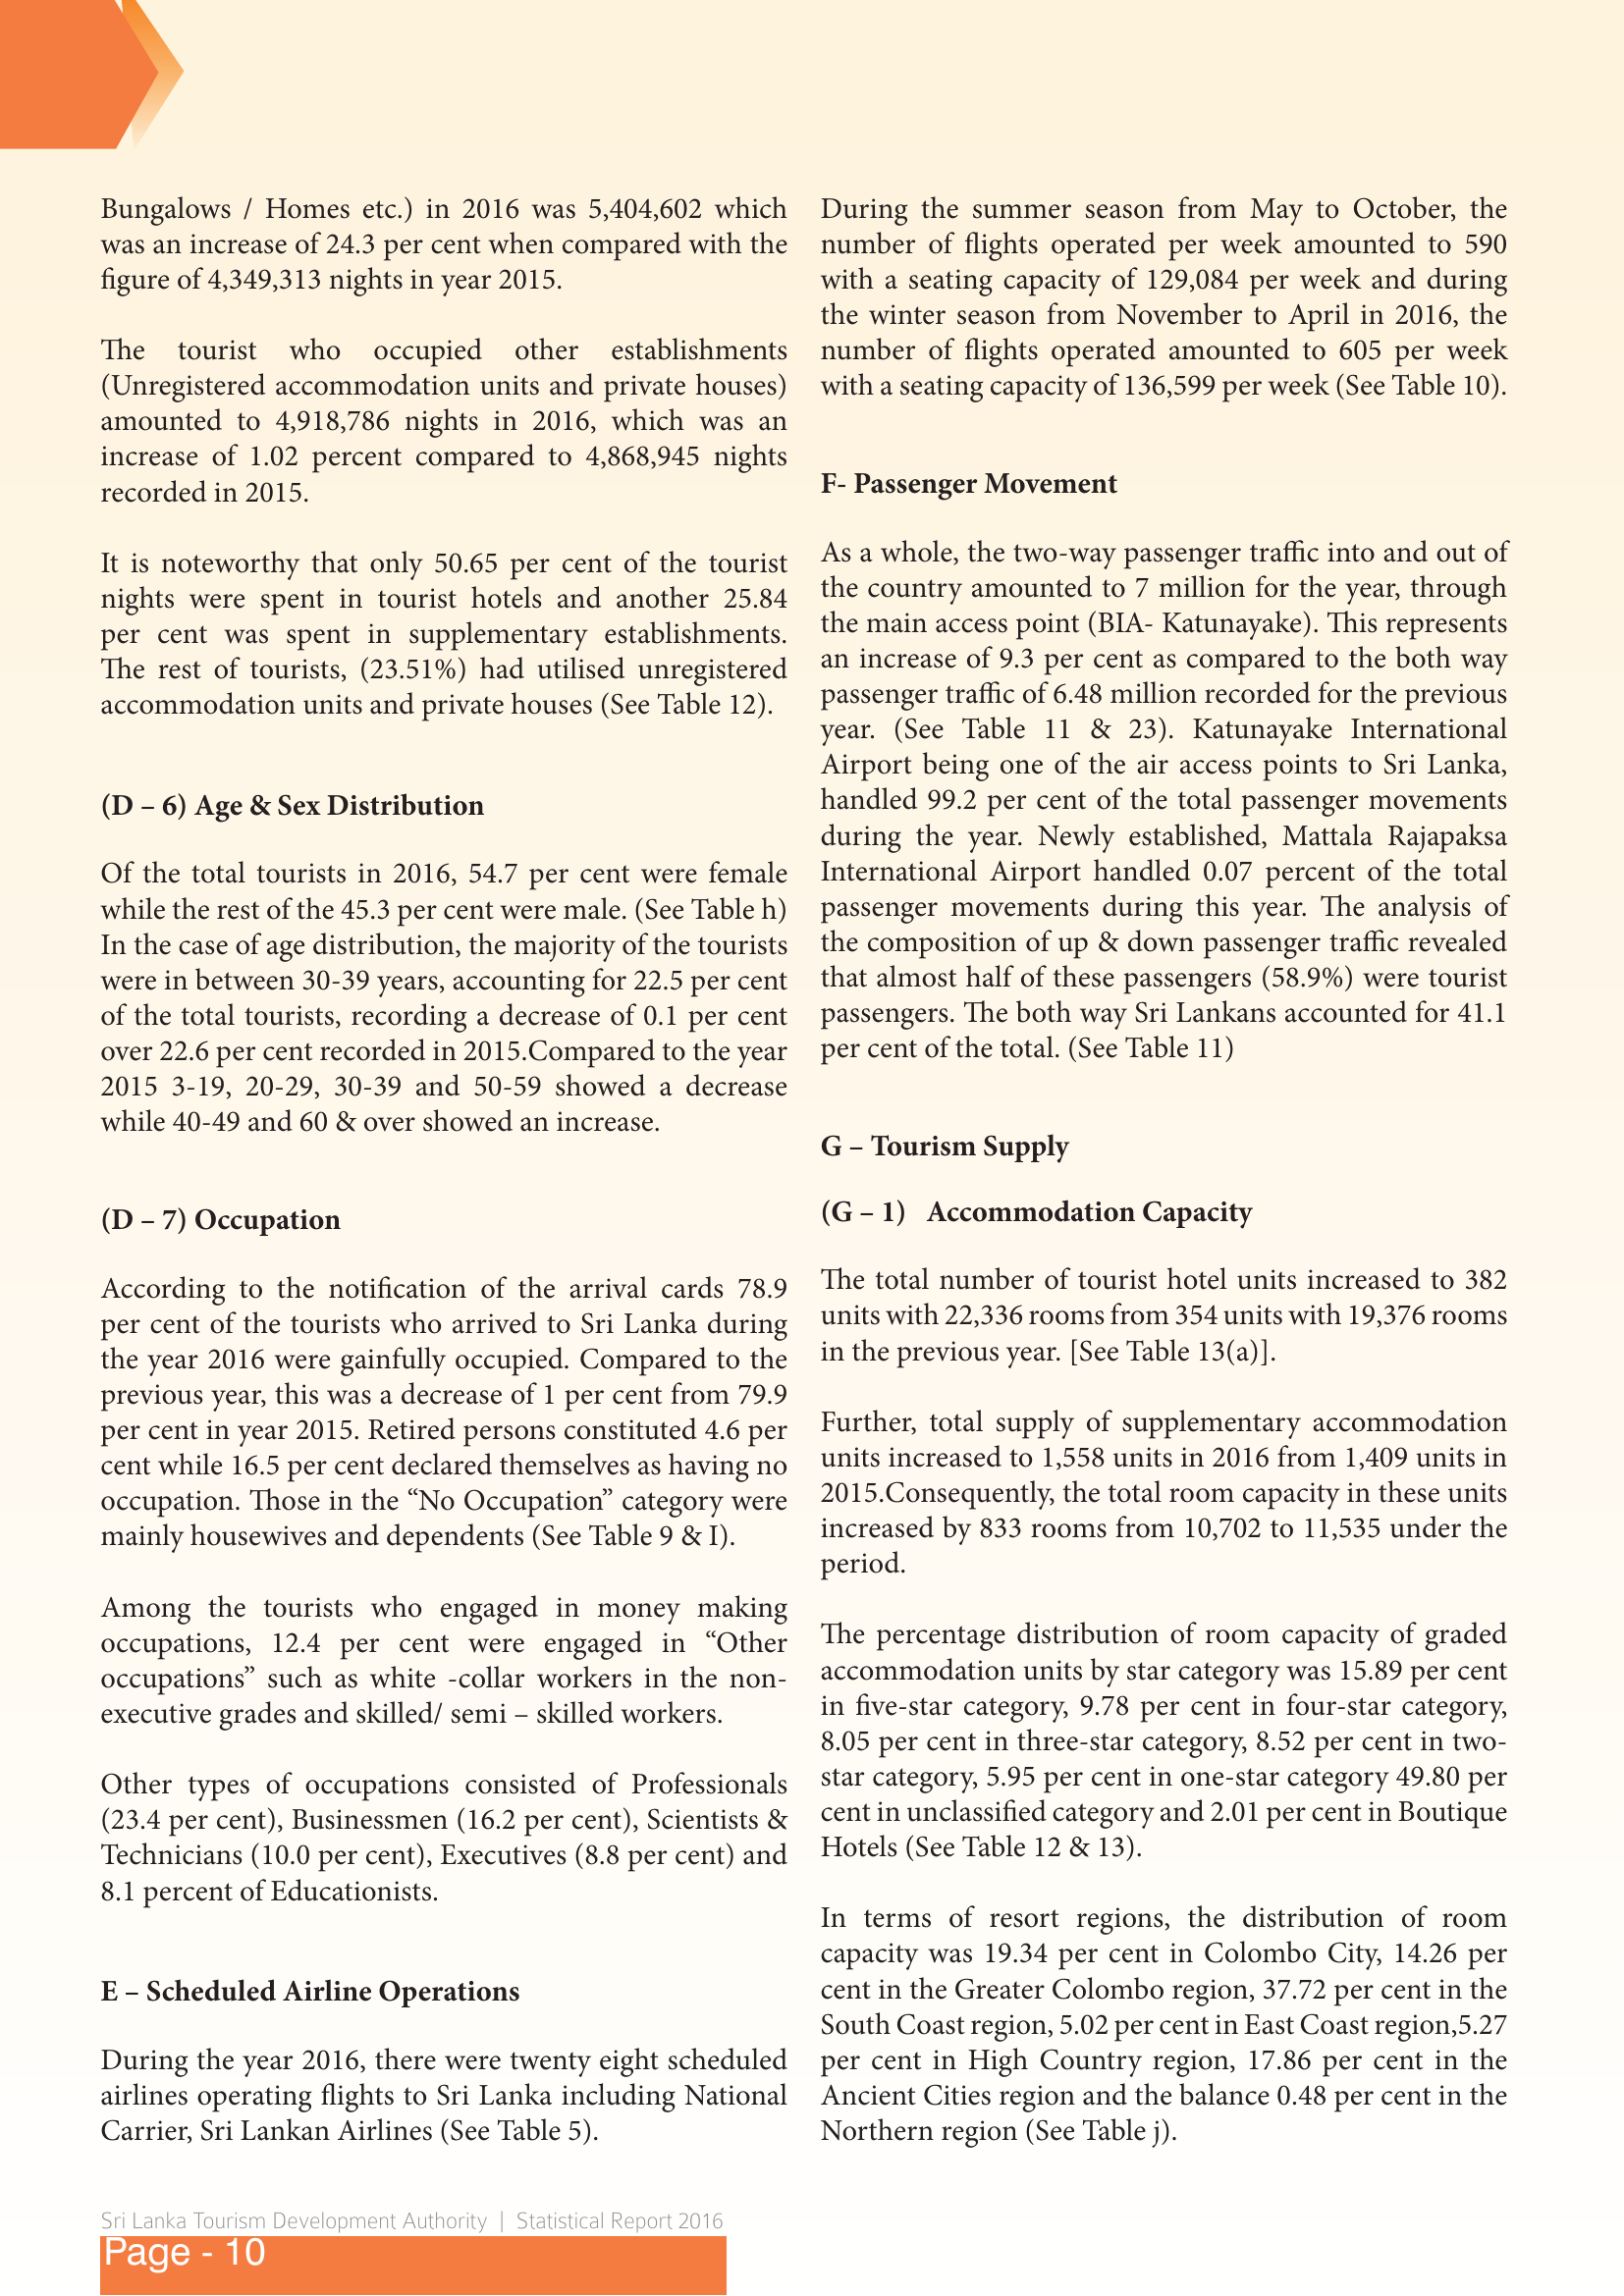 Bungalows / Homes etc.) in 2016 was 5,404,602 which
was an increase of 24.3 per cent when compared with the
figure of 4,349,313 nights in year 2015.
The tourist who occupied other establishments
(Unregistered accommodation units and private houses)
amounted to 4,918,786 nights in 2016, which was an
increase of 1.02 percent compared to 4,868,945 nights
recorded in 2015.
It is noteworthy that only 50.65 per cent of the tourist
nights were spent in tourist hotels and another 25.84
per cent was spent in supplementary establishments.
The rest of tourists, (23.51%) had utilised unregistered
accommodation units and private houses (See Table 12).
(D – 6) Age & Sex Distribution
Of the total tourists in 2016, 54.7 per cent were female
while the rest of the 45.3 per cent were male. (See Table h)
In the case of age distribution, the majority of the tourists
were in between 30-39 years, accounting for 22.5 per cent
of the total tourists, recording a decrease of 0.1 per cent
over 22.6 per cent recorded in 2015.Compared to the year
2015 3-19, 20-29, 30-39 and 50-59 showed a decrease
while 40-49 and 60 & over showed an increase.
(D – 7) Occupation
According to the notification of the arrival cards 78.9
per cent of the tourists who arrived to Sri Lanka during
the year 2016 were gainfully occupied. Compared to the
previous year, this was a decrease of 1 per cent from 79.9
per cent in year 2015. Retired persons constituted 4.6 per
cent while 16.5 per cent declared themselves as having no
occupation. Those in the “No Occupation” category were
mainly housewives and dependents (See Table 9 & I).
Among the tourists who engaged in money making
occupations, 12.4 per cent were engaged in “Other
occupations” such as white -collar workers in the non-
executive grades and skilled/ semi – skilled workers.
Other types of occupations consisted of Professionals
(23.4 per cent), Businessmen (16.2 per cent), Scientists &
Technicians (10.0 per cent), Executives (8.8 per cent) and
8.1 percent of Educationists.
E – Scheduled Airline Operations
During the year 2016, there were twenty eight scheduled
airlines operating flights to Sri Lanka including National
Carrier, Sri Lankan Airlines (See Table 5).
During the summer season from May to October, the
number of flights operated per week amounted to 590
with a seating capacity of 129,084 per week and during
the winter season from November to April in 2016, the
number of flights operated amounted to 605 per week
with a seating capacity of 136,599 per week (See Table 10).
F- Passenger Movement
As a whole, the two-way passenger traffic into and out of
the country amounted to 7 million for the year, through
the main access point (BIA- Katunayake). This represents
an increase of 9.3 per cent as compared to the both way
passenger traffic of 6.48 million recorded for the previous
year. (See Table 11 & 23). Katunayake International
Airport being one of the air access points to Sri Lanka,
handled 99.2 per cent of the total passenger movements
during the year. Newly established, Mattala Rajapaksa
International Airport handled 0.07 percent of the total
passenger movements during this year. The analysis of
the composition of up & down passenger traffic revealed
that almost half of these passengers (58.9%) were tourist
passengers. The both way Sri Lankans accounted for 41.1
per cent of the total. (See Table 11)
G – Tourism Supply
(G – 1) Accommodation Capacity
The total number of tourist hotel units increased to 382
units with 22,336 rooms from 354 units with 19,376 rooms
in the previous year. [See Table 13(a)].
Further, total supply of supplementary accommodation
units increased to 1,558 units in 2016 from 1,409 units in
2015.Consequently, the total room capacity in these units
increased by 833 rooms from 10,702 to 11,535 under the
period.
The percentage distribution of room capacity of graded
accommodation units by star category was 15.89 per cent
in five-star category, 9.78 per cent in four-star category,
8.05 per cent in three-star category, 8.52 per cent in two-
star category, 5.95 per cent in one-star category 49.80 per
cent in unclassified category and 2.01 per cent in Boutique
Hotels (See Table 12 & 13).
In terms of resort regions, the distribution of room
capacity was 19.34 per cent in Colombo City, 14.26 per
cent in the Greater Colombo region, 37.72 per cent in the
South Coast region, 5.02 per cent in East Coast region,5.27
per cent in High Country region, 17.86 per cent in the
Ancient Cities region and the balance 0.48 per cent in the
Northern region (See Table j).
Sri Lanka Tourism Development Authority | Statistical Report 2016
Page - 10